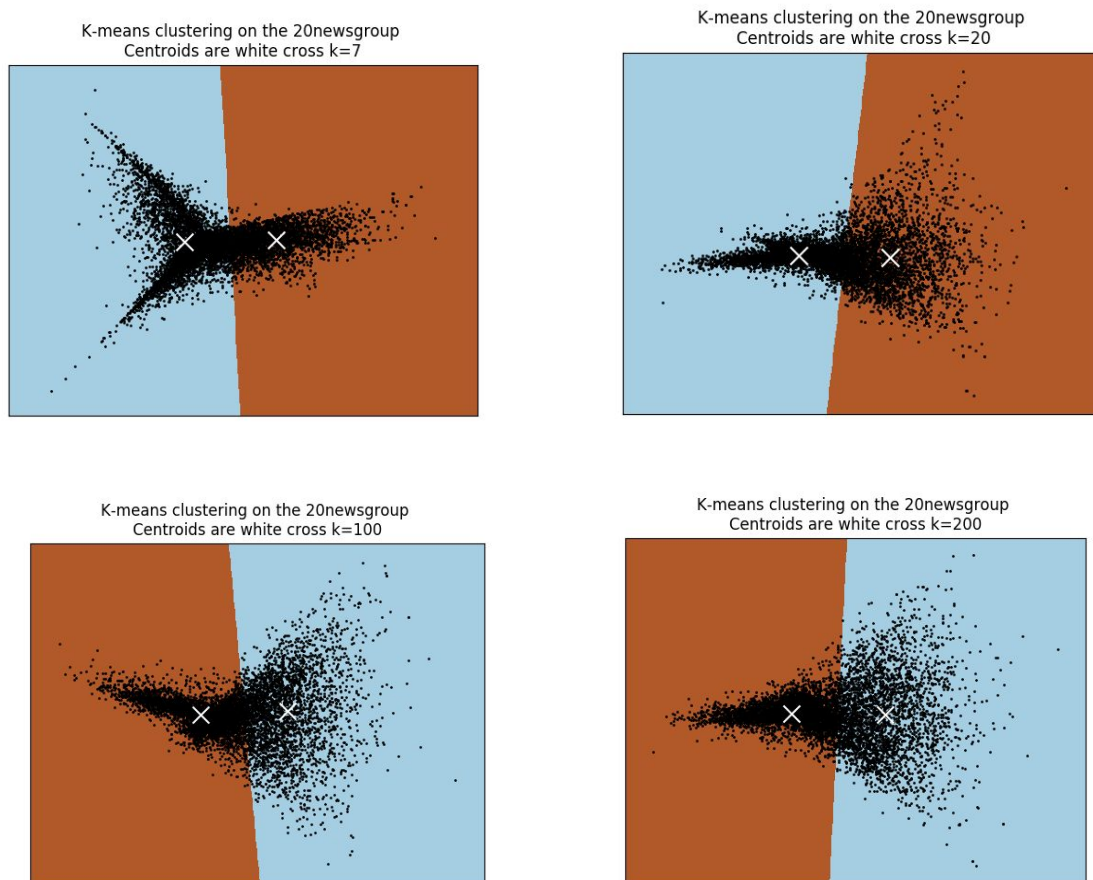 K-means clustering on the 20newsgroup
Centroids are white cross k=7
K-means clustering on the 20newsgroup
Centroids are white cross k=20
K-means clustering on the 20newsgroup
Centroids are white cross k=100
K-means clustering on the 20newsgroup
Centroids are white cross k=200